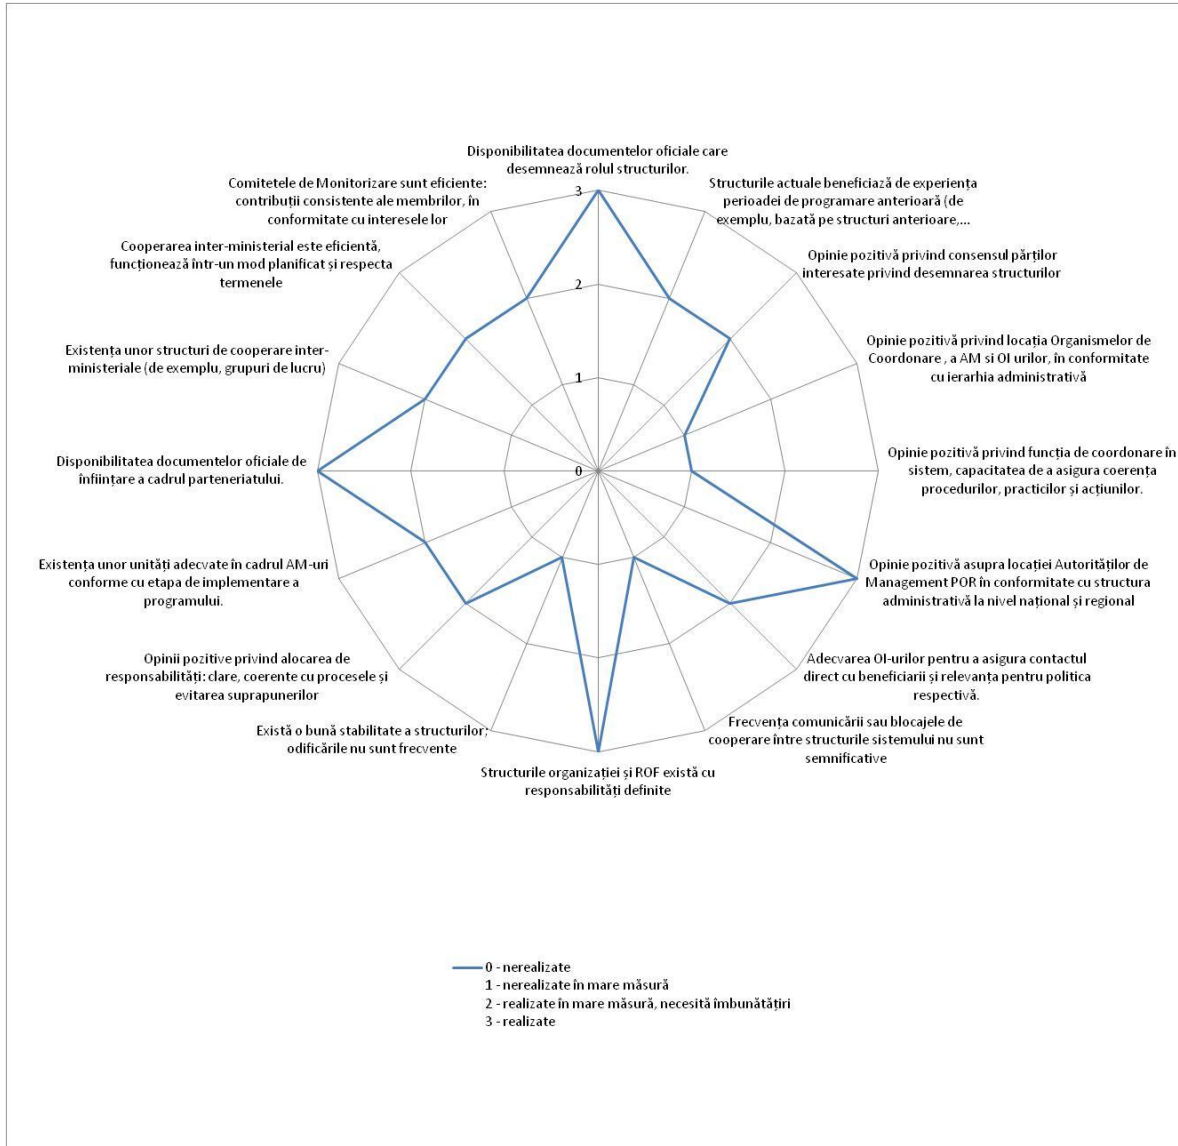 Disponibilitatea documentelor oficiale care
desemnează rolul structurilor.
Structurile actuale beneficiază de experiența
perioadei de programare anterioară (de
exemplu, bazată pe structuri anterioare,...
Opinie pozitivă privind consensul părților
interesate privind desemnarea structurilor
Opinie pozitivă privind locația Organismelor de
Coordonare , a AM si OI urilor, în conformitate
cu ierarhia administrativă
Opinie pozitivă privind funcția de coordonare în
sistem, capacitatea de a asigura coerența
procedurilor, practicilor și acțiunilor.
Opinie pozitivă asupra locației Autorităților de
Management POR în conformitate cu structura
administrativă la nivel național și regional
Adecvarea OI-urilor pentru a asigura contactul
direct cu beneficiarii și relevanța pentru politica
respectivă.
Frecvența comunicării sau blocajele de
cooperare între structurile sistemului nu sunt
semnificative
Structurile organizației și ROF există cu
responsabilități definite
Există o bună stabilitate a structurilor;
odificările nu sunt frecvente
Opinii pozitive privind alocarea de
responsabilități: clare, coerente cu procesele și
evitarea suprapunerilor
Existența unor unități adecvate în cadrul AM-uri
conforme cu etapa de implementare a
programului.
Disponibilitatea documentelor oficiale de
înființare a cadrul parteneriatului.
Existența unor structuri de cooperare inter-
ministeriale (de exemplu, grupuri de lucru)
Cooperarea inter-ministerial este eficientă,
funcționează într-un mod planificat și respecta
termenele
Comitetele de Monitorizare sunt eficiente:
contribuții consistente ale membrilor, în
conformitate cu interesele lor
3
2
1
0
0 - nerealizate
1 - nerealizate în mare măsură
2 - realizate în mare măsură, necesită îmbunătățiri
3 - realizate